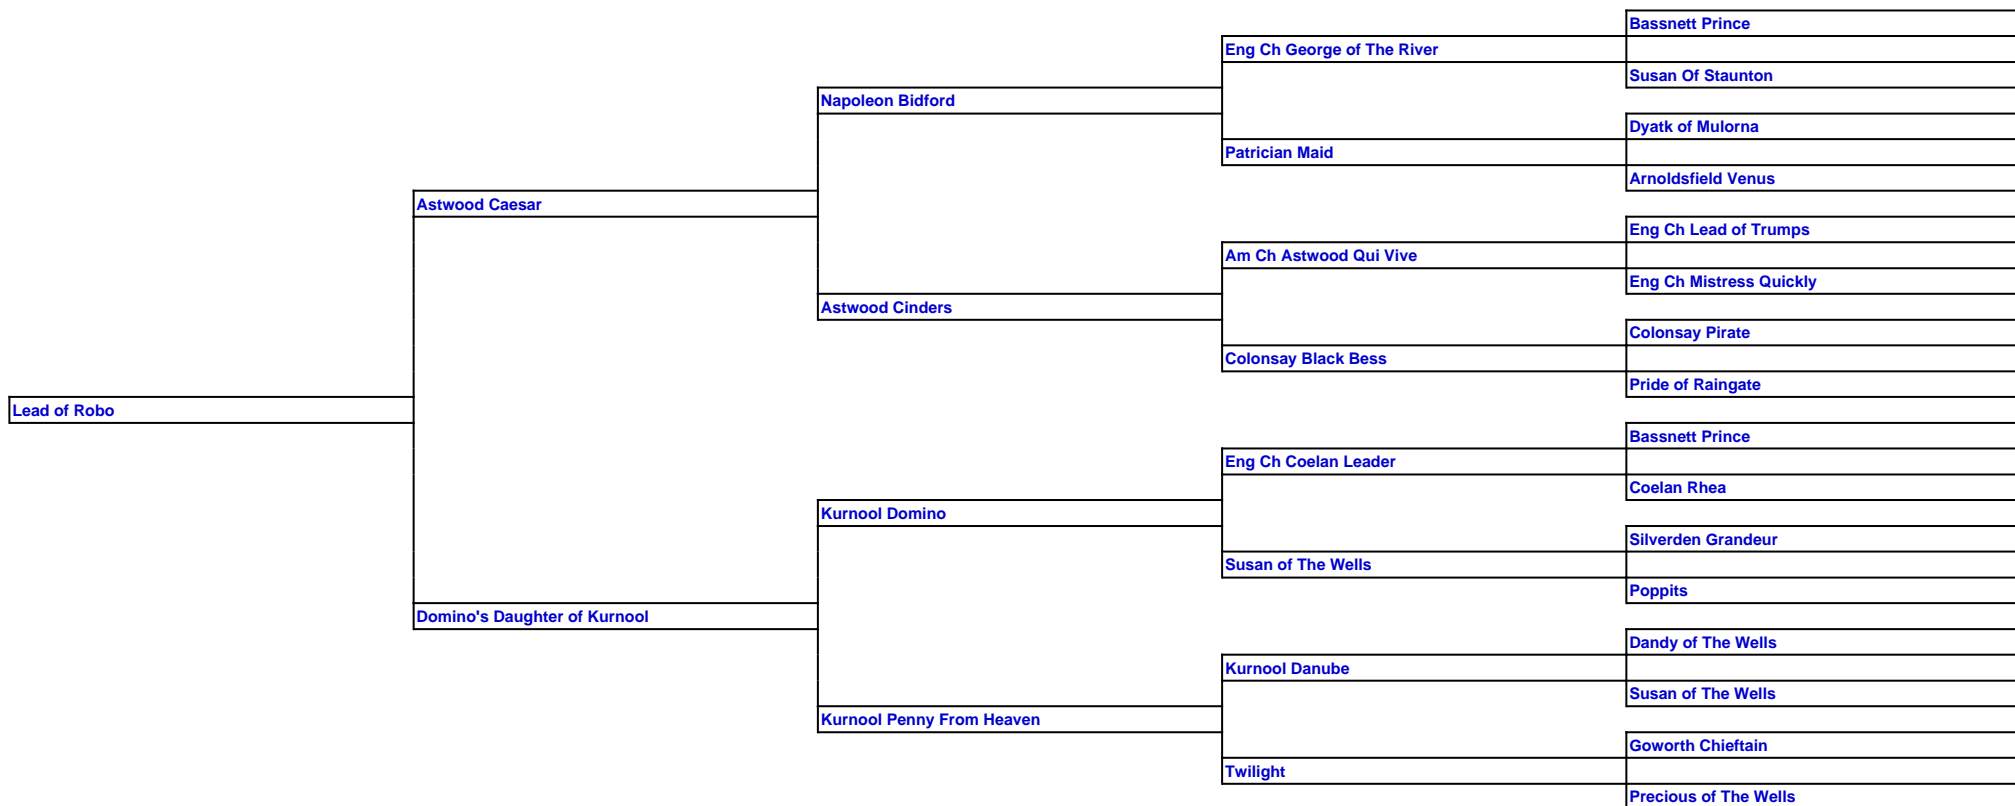 Bassnett Prince
Eng Ch George of The River
Susan Of Staunton
Napoleon Bidford
Dyatk of Mulorna
Patrician Maid
Arnoldsfield Venus
Astwood Caesar
Eng Ch Lead of Trumps
Am Ch Astwood Qui Vive
Eng Ch Mistress Quickly
Astwood Cinders
Colonsay Pirate
Colonsay Black Bess
Pride of Raingate
Lead of Robo
Bassnett Prince
Eng Ch Coelan Leader
Coelan Rhea
Kurnool Domino
Silverden Grandeur
Susan of The Wells
Poppits
Domino's Daughter of Kurnool
Dandy of The Wells
Kurnool Danube
Susan of The Wells
Kurnool Penny From Heaven
Goworth Chieftain
Twilight
Precious of The Wells